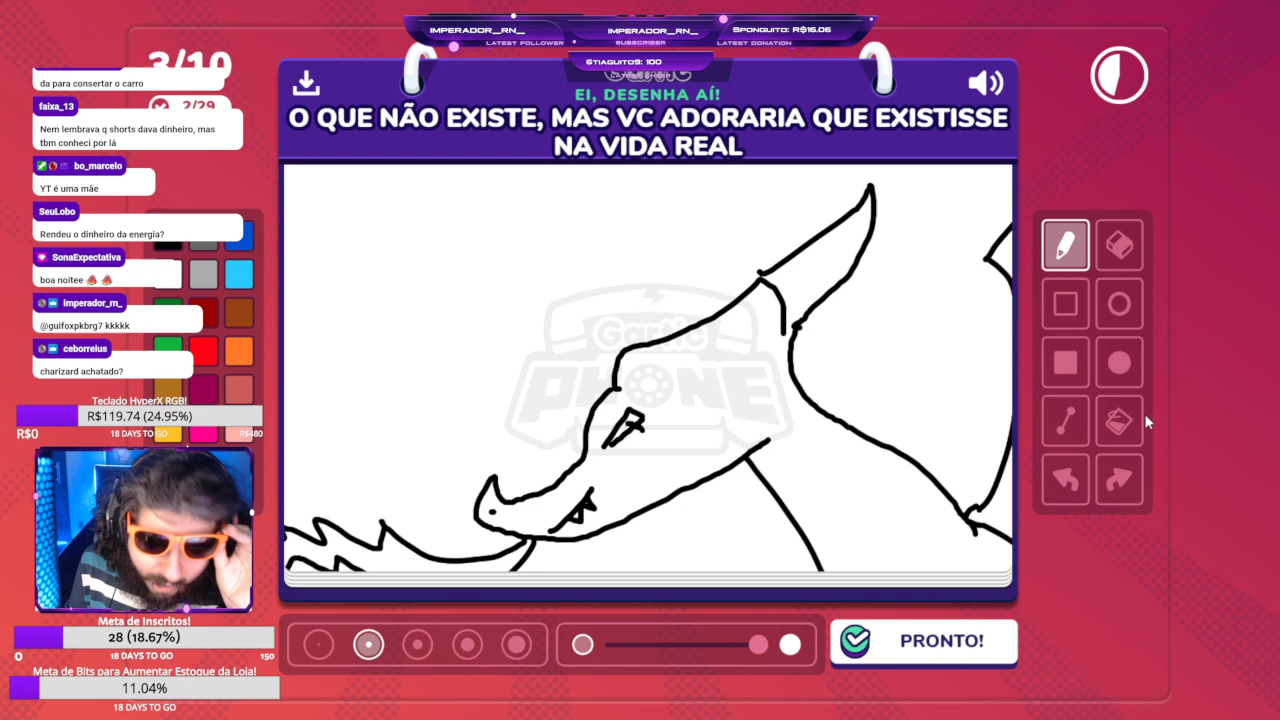 IMPERADOR_RN_
LATEST FOLLOWER
IMPERADOR_RN_
SUBSCRIBER
SPONGUITO: R$16.06
LATEST DONATION
6TIAGUITO9: 100
3/10
2/29
EI, DESENHA AÍ!
O QUE NÃO EXISTE, MAS VC ADORARIA QUE EXISTISSE
NA VIDA REAL
da para consertar o carro
faixa_13
Nem lembrava q shorts dava dinheiro, mas
tbm conheci por lá
bo_marcelo
YT é uma mãe
SeuLobo
Rendeu o dinheiro da energia?
SonaExpectativa
boa noitee
imperador_rn_
@guifoxpkbrg7 kkkkk
ceborreius
charizard achatado?
Teclado HyperX RGB!
R$119.74 (24.95%)
R$0
18 DAYS TO GO
R$480
Gartic
PHONE
Meta de Inscritos!
28 (18.67%)
0
18 DAYS TO GO
150
Meta de Bits para Aumentar Estoque da Loja!
11.04%
18 DAYS TO GO
PRONTO!